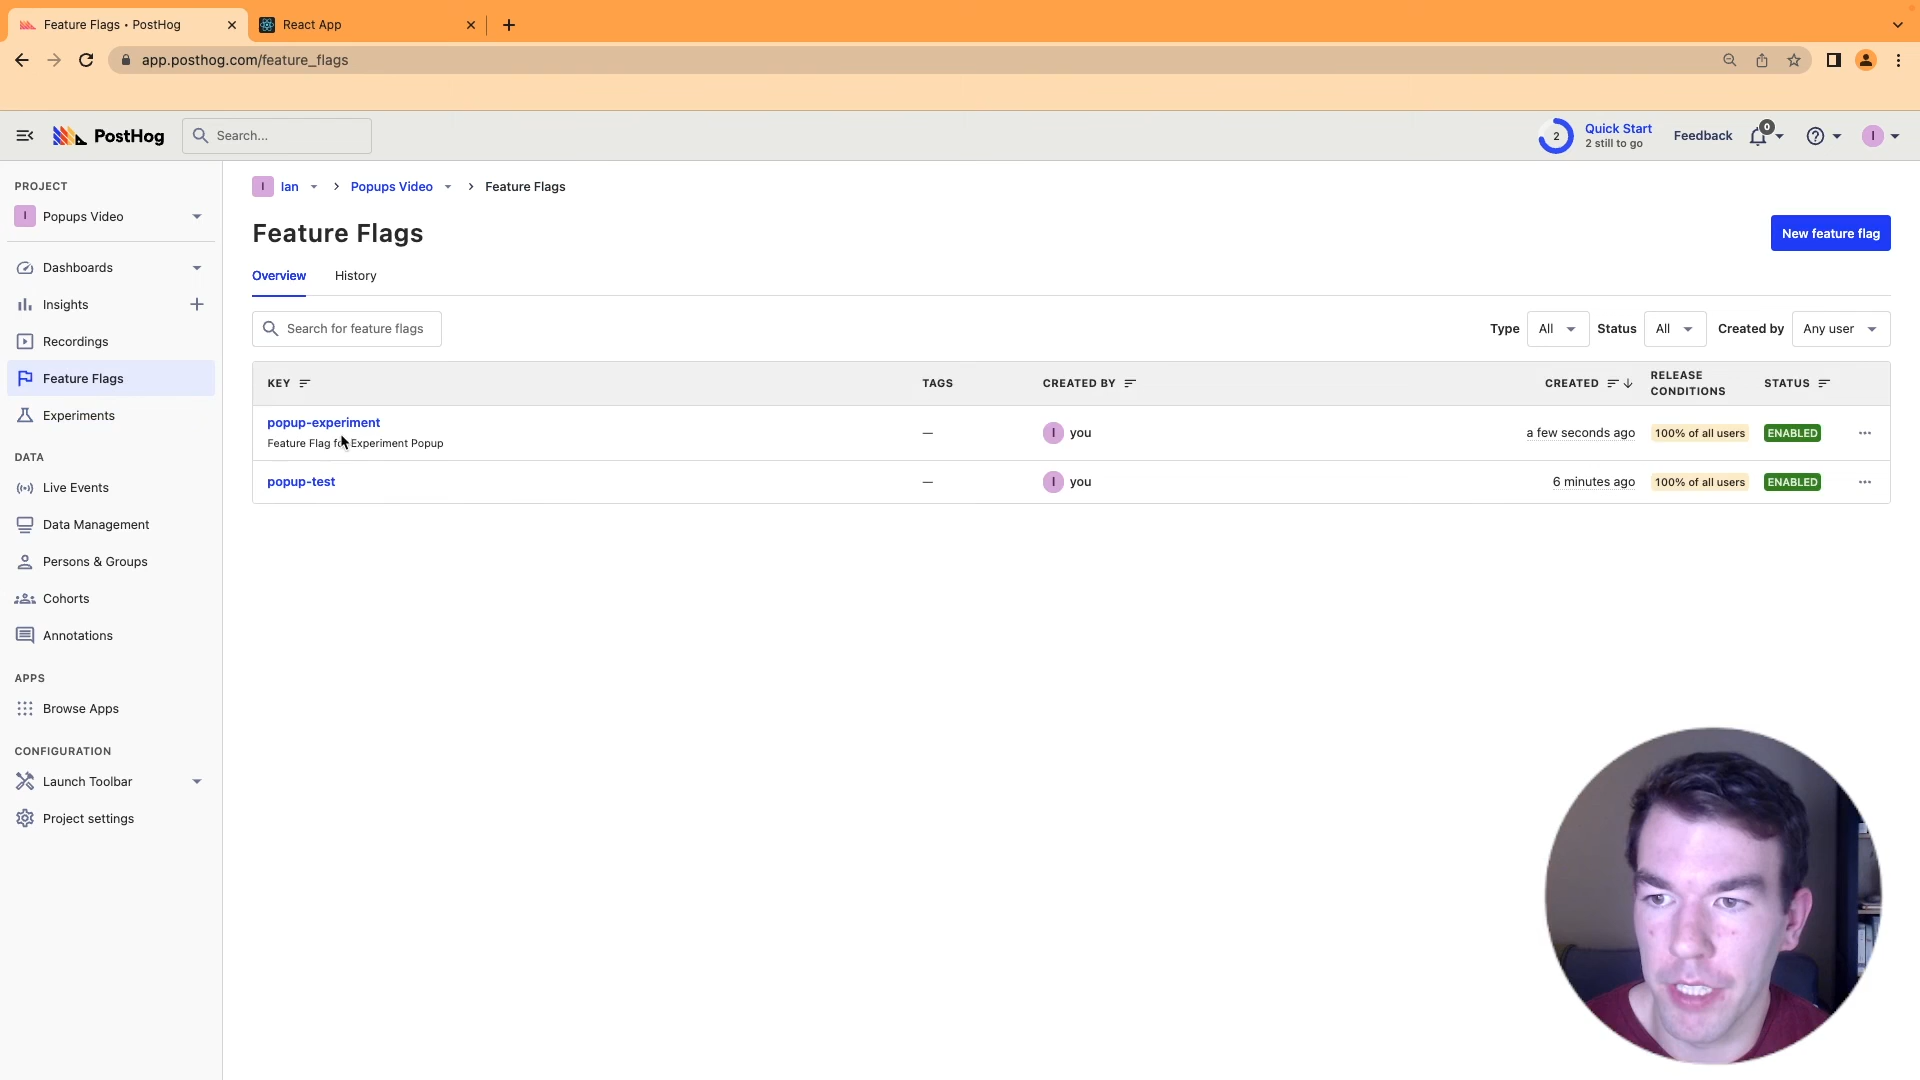 Feature Flags • PostHog
React App
app.posthog.com/feature_flags
PostHog
Search...
2
Quick Start
2 still to go
Feedback
0
I
PROJECT
I Popups Video
Dashboards
Insights
Recordings
Feature Flags
Experiments
DATA
Live Events
Data Management
Persons & Groups
Cohorts
Annotations
APPS
Browse Apps
CONFIGURATION
Launch Toolbar
Project settings
I Ian > Popups Video > Feature Flags
Feature Flags
New feature flag
Overview History
Search for feature flags
Type All Status All Created by Any user
KEY TAGS CREATED BY CREATED RELEASE CONDITIONS STATUS
popup-experiment
Feature Flag for Experiment Popup
— I you a few seconds ago 100% of all users ENABLED
popup-test — I you 6 minutes ago 100% of all users ENABLED